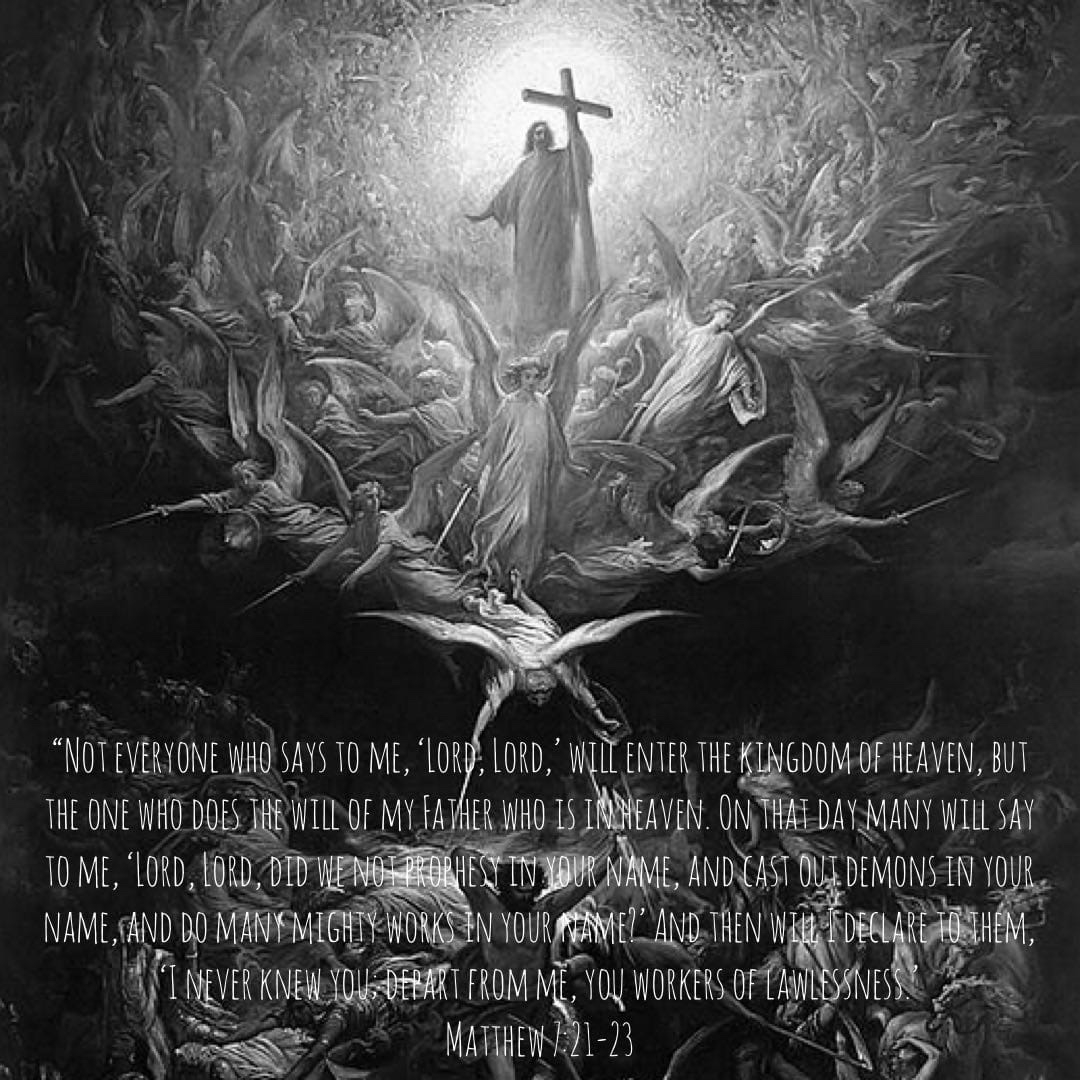 “Not everyone who says to me, ‘Lord, Lord,’ will enter the kingdom of heaven, but
the one who does the will of my Father who is in heaven. On that day many will say
to me, ‘Lord, Lord, did we not prophesy in your name, and cast out demons in your
name, and do many mighty works in your name?’ And then will I declare to them,
‘I never knew you; depart from me, you workers of lawlessness.’
Matthew 7:21-23